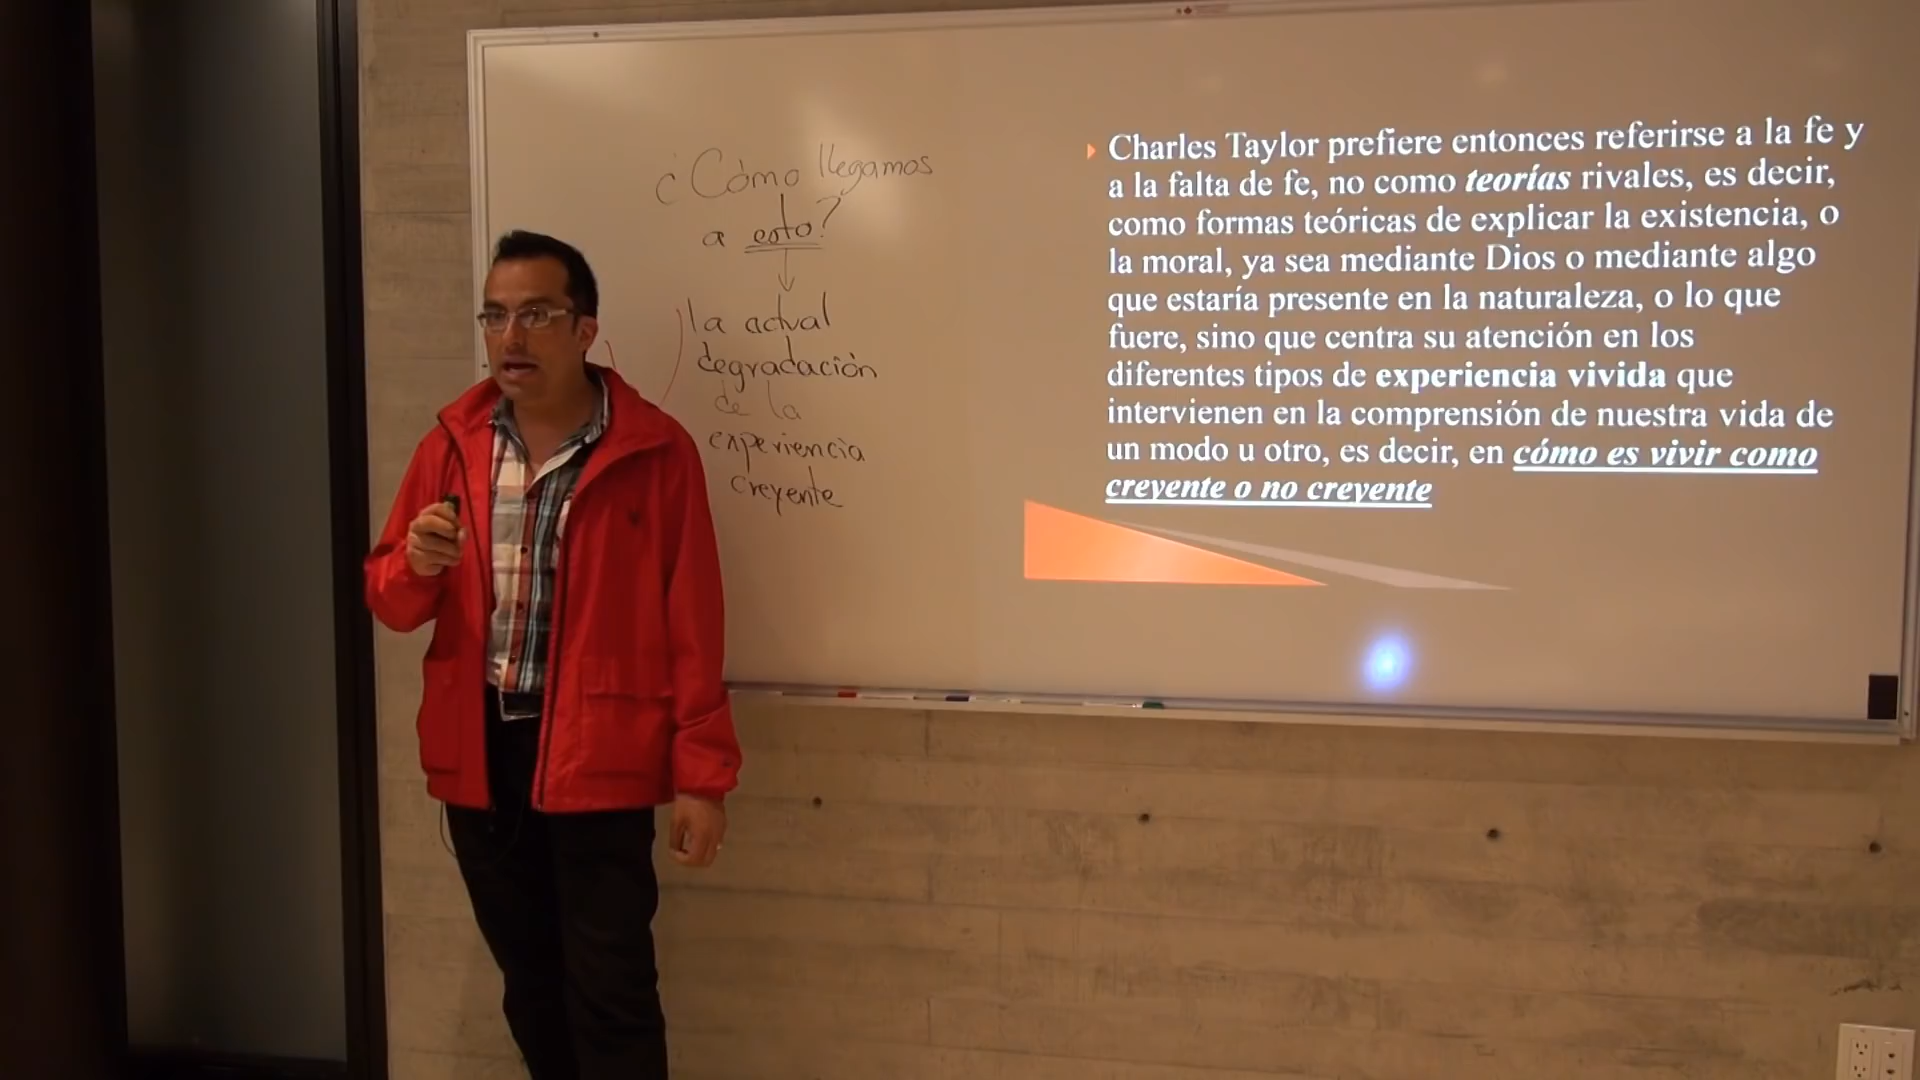 ¿Cómo llegamos
a esto?
la actual
degradación
de la
experiencia
creyente
Charles Taylor prefiere entonces referirse a la fe y
a la falta de fe, no como teorías rivales, es decir,
como formas teóricas de explicar la existencia, o
la moral, ya sea mediante Dios o mediante algo
que estaría presente en la naturaleza, o lo que
fuere, sino que centra su atención en los
diferentes tipos de experiencia vivida que
intervienen en la comprensión de nuestra vida de
un modo u otro, es decir, en cómo es vivir como
creyente o no creyente